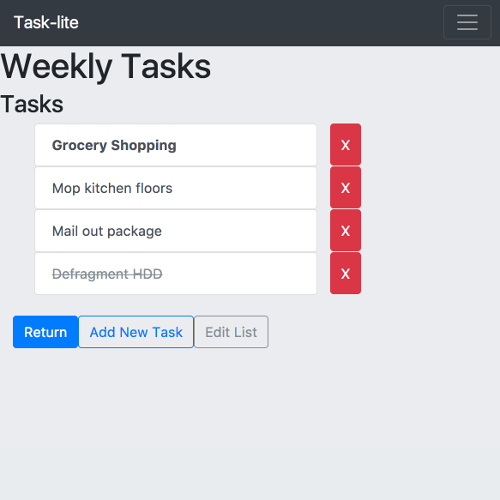 Task-lite
Weekly Tasks
Tasks
Grocery Shopping X
Mop kitchen floors X
Mail out package X
Defragment HDD X
Return Add New Task Edit List